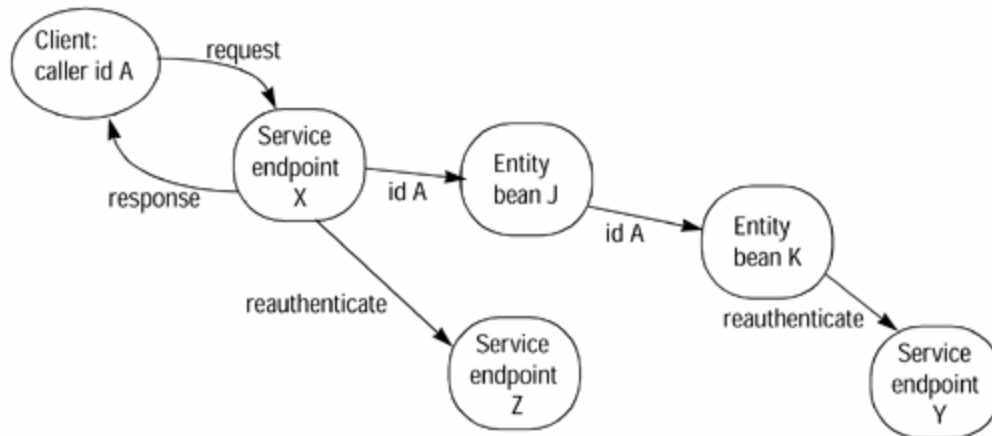 Client:
caller id A
request
Service
endpoint
X
response
id A
Entity
bean J
id A
Entity
bean K
reauthenticate
Service
endpoint
Z
reauthenticate
Service
endpoint
Y